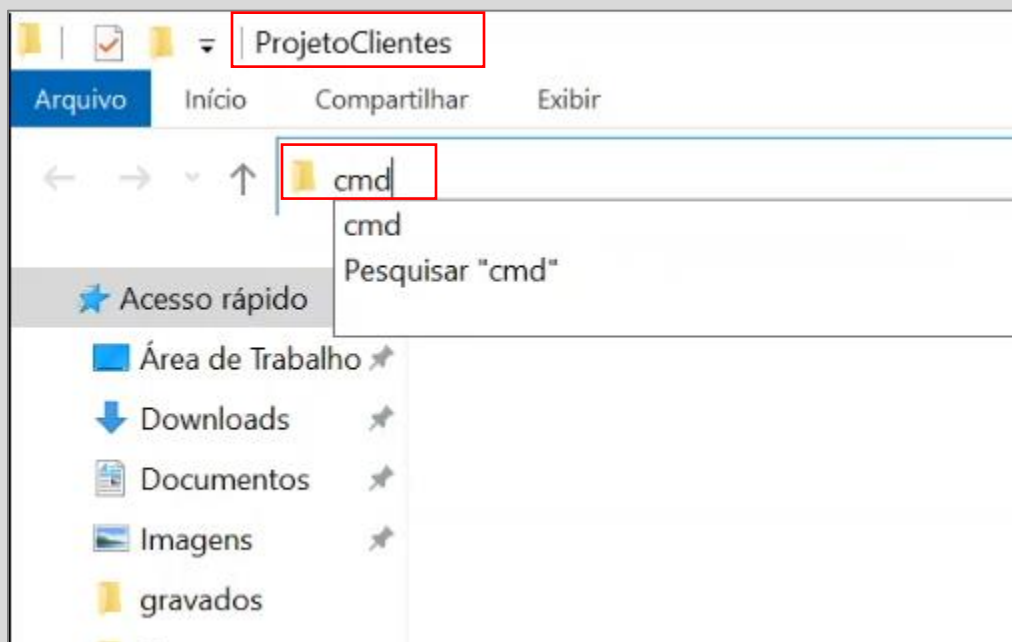 ProjetoClientes
Arquivo Início Compartilhar Exibir
cmd
cmd
Pesquisar "cmd"
Acesso rápido
Área de Trabalho
Downloads
Documentos
Imagens
gravados